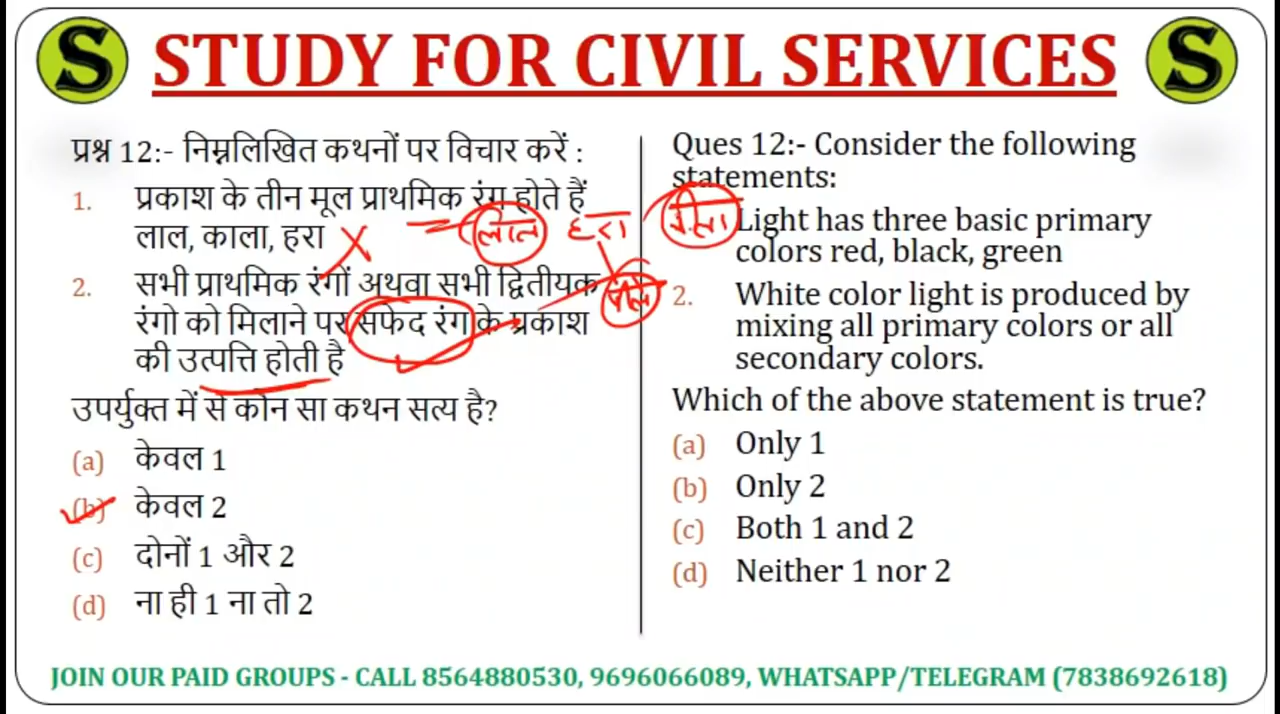 S STUDY FOR CIVIL SERVICES S
प्रश्न 12:- निम्नलिखित कथनों पर विचार करें :
1. प्रकाश के तीन मूल प्राथमिक रंग होते हैं
लाल, काला, हरा
लाल हरा नीला
2. सभी प्राथमिक रंगों अथवा सभी द्वितीयक
रंगो को मिलाने पर सफेद रंग के प्रकाश
की उत्पत्ति होती है
उपर्युक्त में से कौन सा कथन सत्य है?
(a) केवल 1
(b) केवल 2
(c) दोनों 1 और 2
(d) ना ही 1 ना तो 2
Ques 12:- Consider the following
statements:
Light has three basic primary
colors red, black, green
2. White color light is produced by
mixing all primary colors or all
secondary colors.
Which of the above statement is true?
(a) Only 1
(b) Only 2
(c) Both 1 and 2
(d) Neither 1 nor 2
JOIN OUR PAID GROUPS - CALL 8564880530, 9696066089, WHATSAPP/TELEGRAM (7838692618)